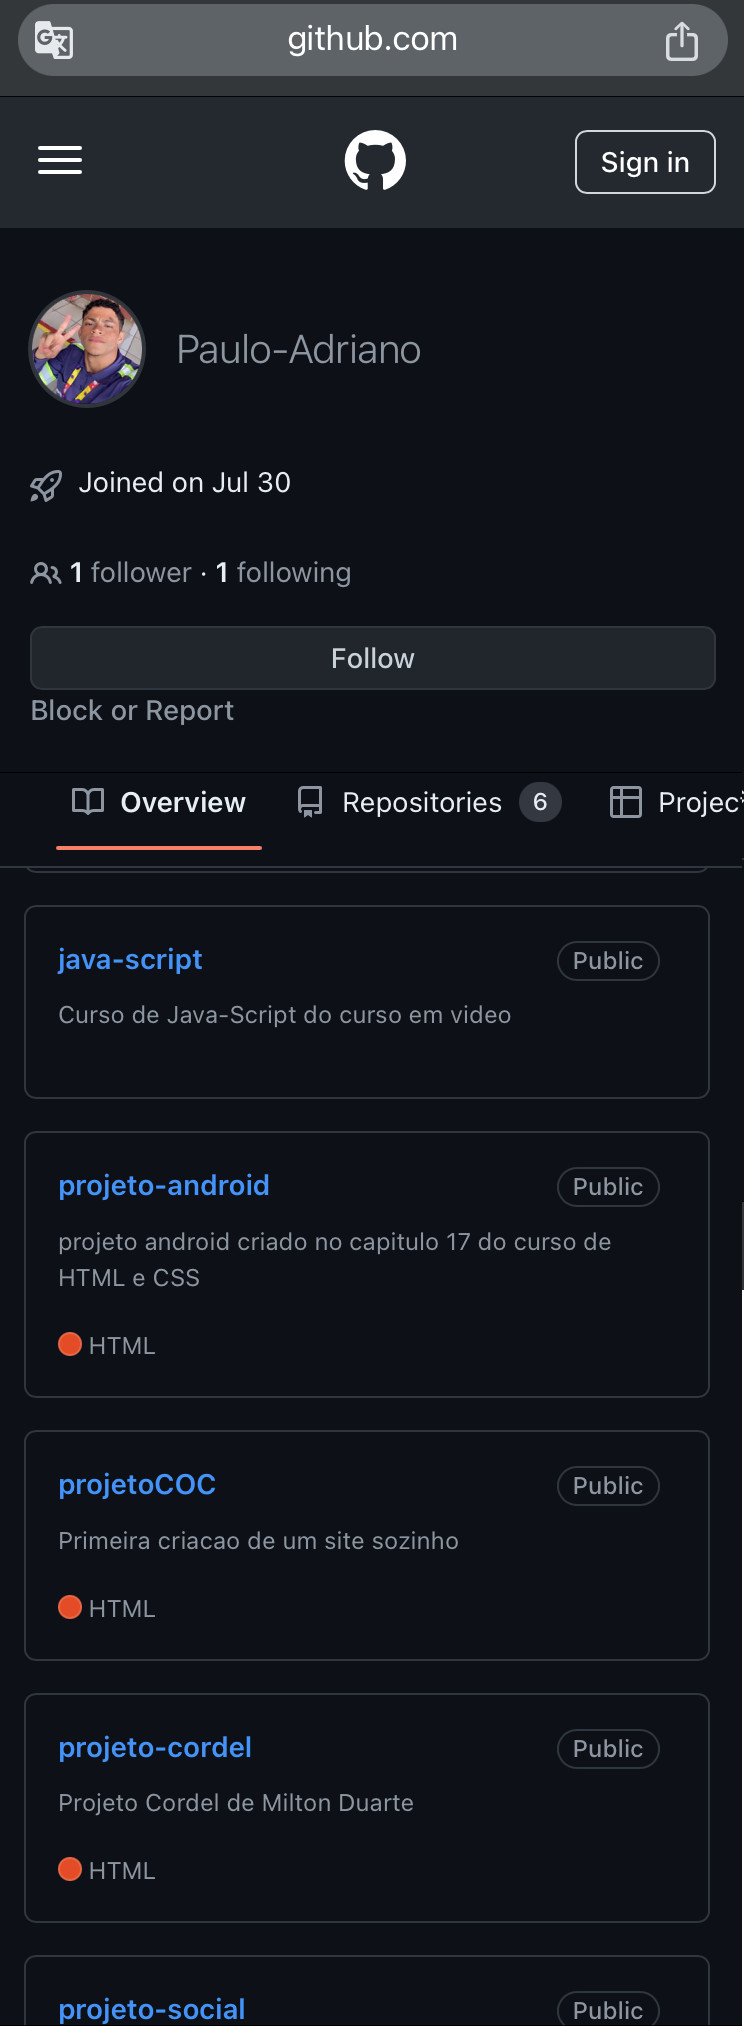 github.com
Sign in
Paulo-Adriano
Joined on Jul 30
1 follower · 1 following
Follow
Block or Report
Overview
Repositories 6
Project
java-script
Public
Curso de Java-Script do curso em video
projeto-android
Public
projeto android criado no capitulo 17 do curso de
HTML e CSS
HTML
projetoCOC
Public
Primeira criacao de um site sozinho
HTML
projeto-cordel
Public
Projeto Cordel de Milton Duarte
HTML
projeto-social
Public